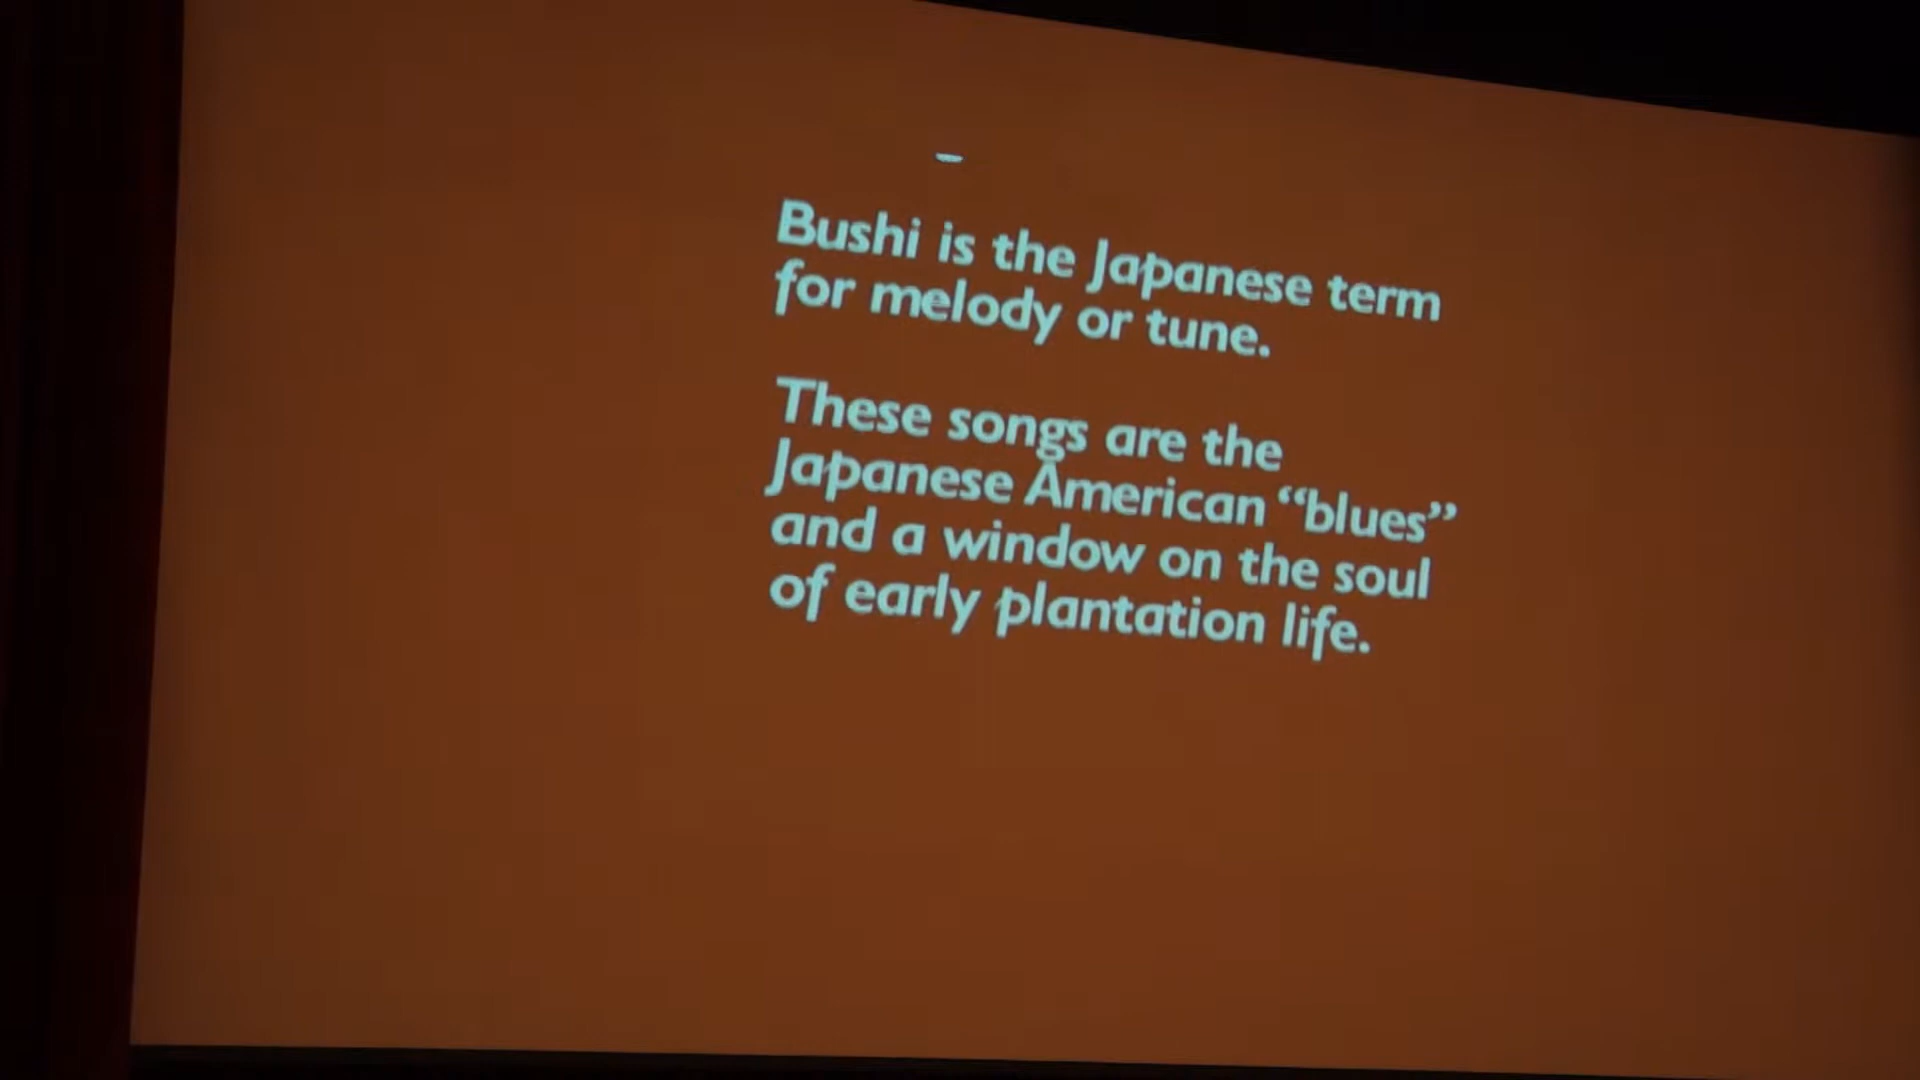 Bushi is the Japanese term
for melody or tune.
These songs are the
Japanese American “blues”
and a window on the soul
of early plantation life.